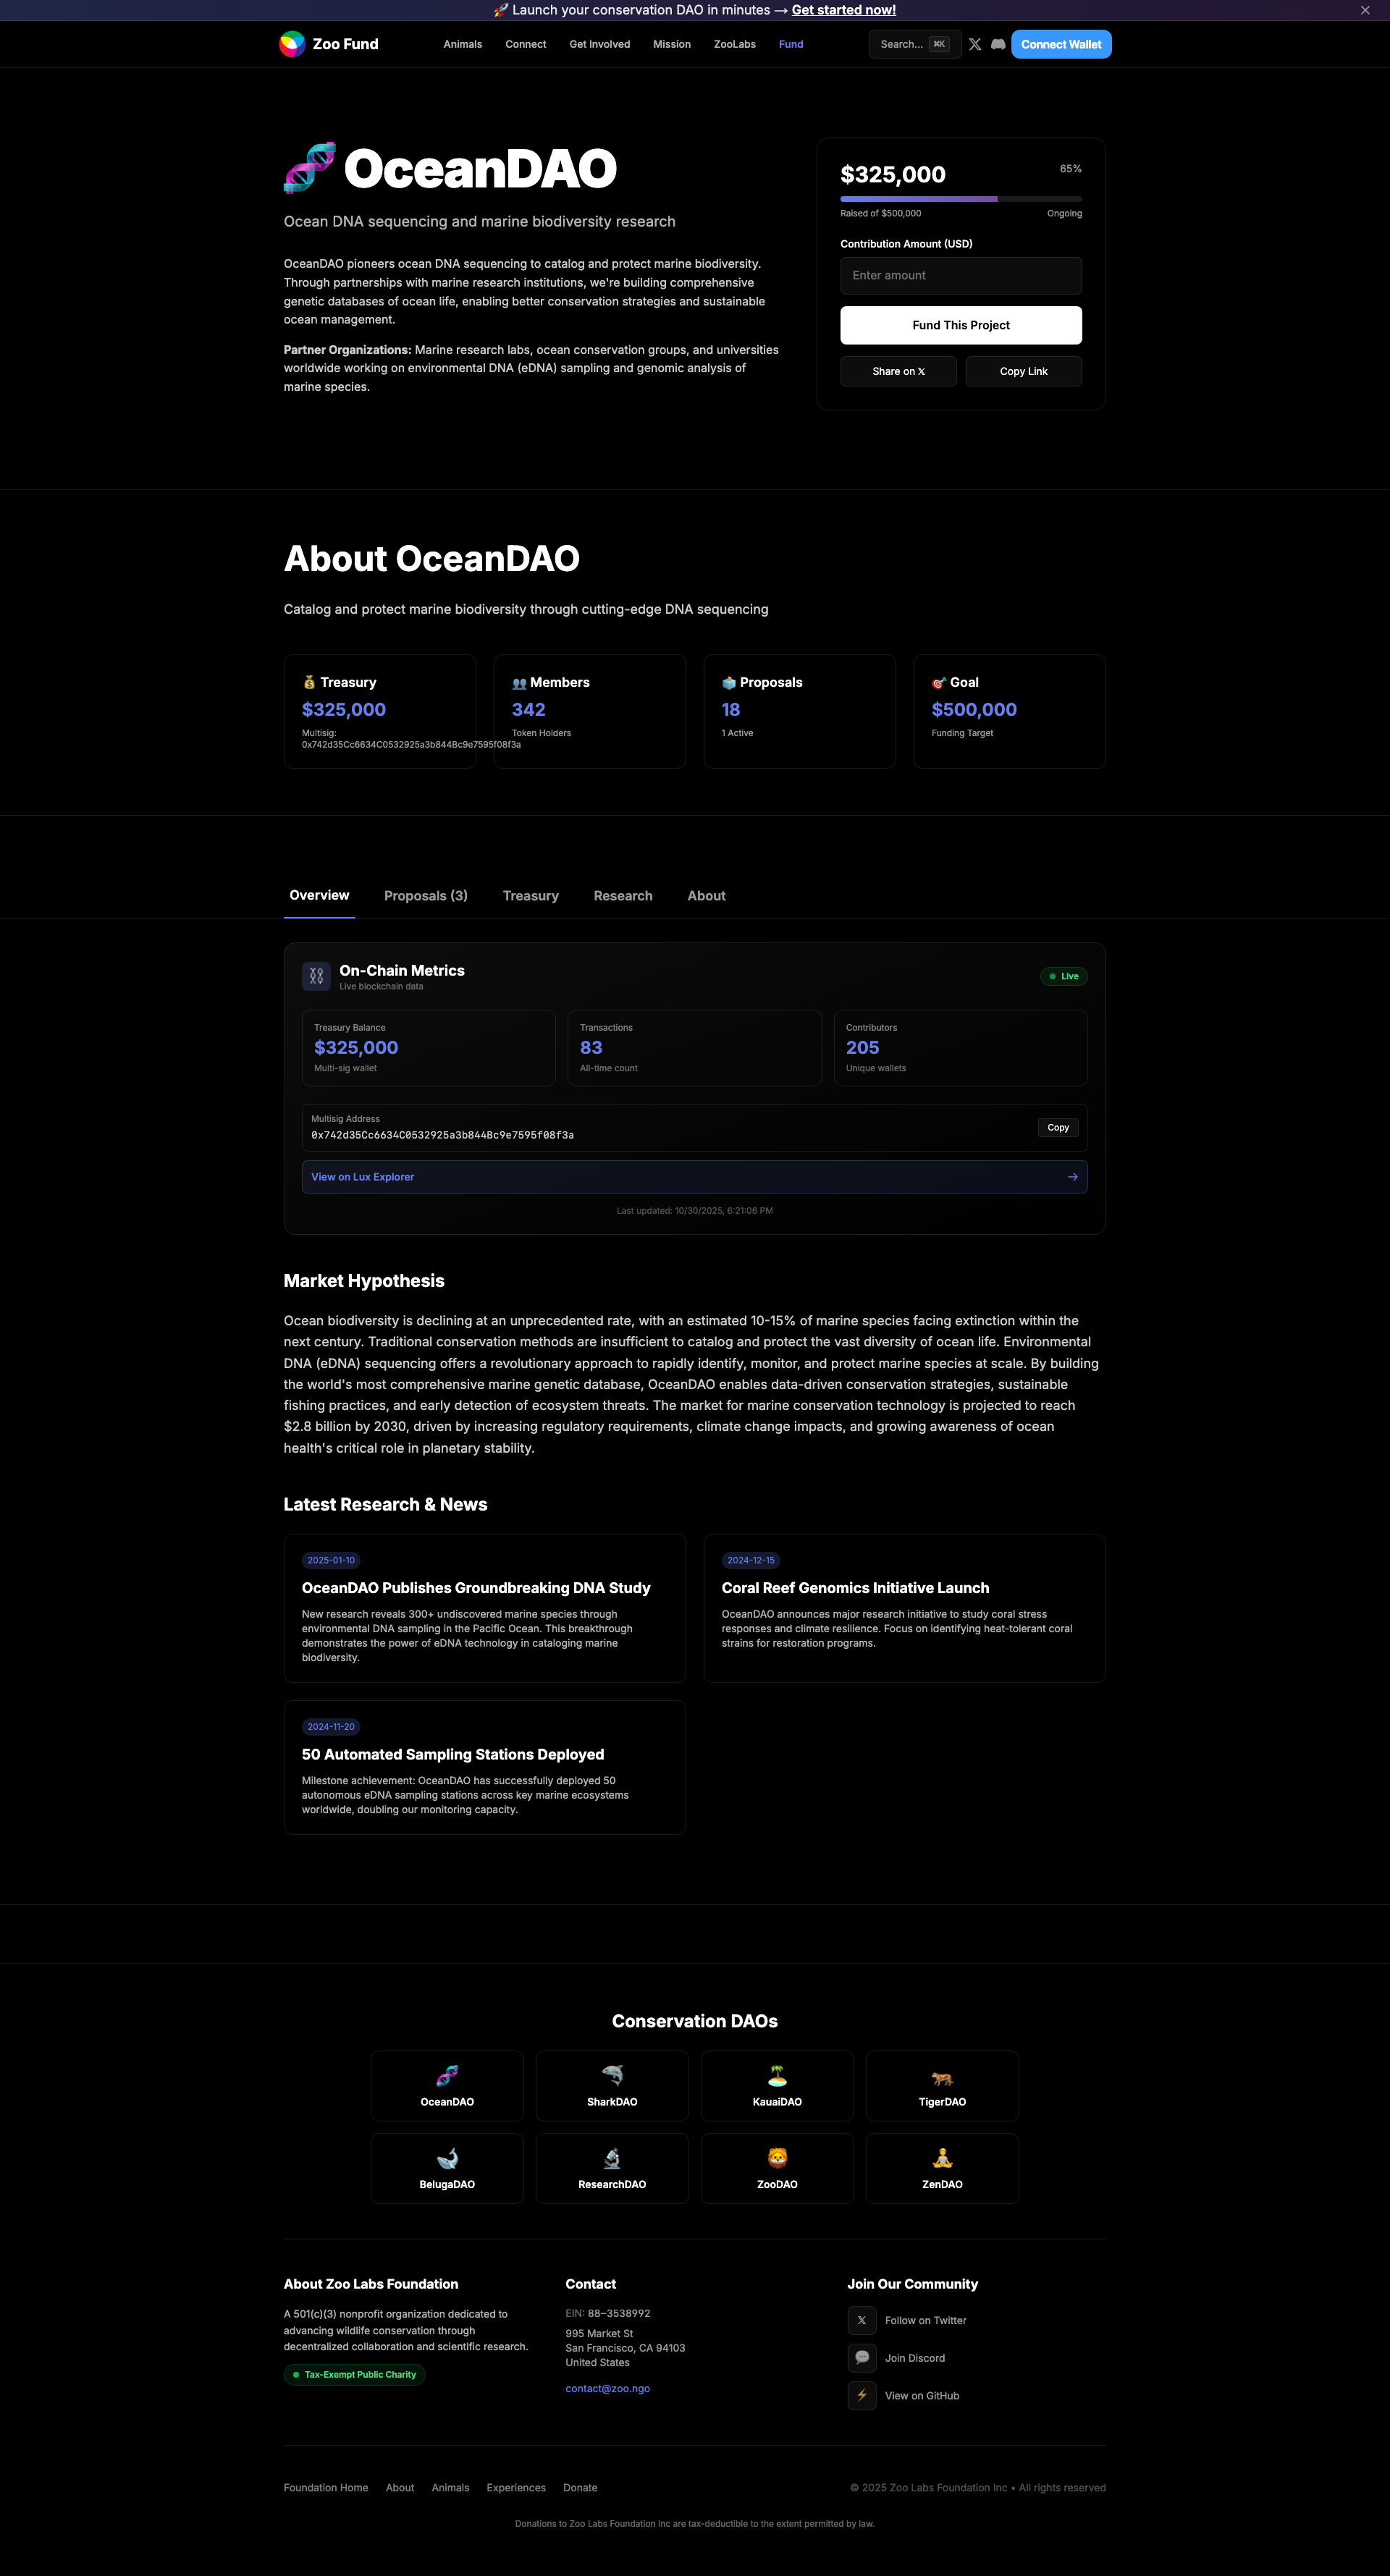 🚀 Launch your conservation DAO in minutes → Get started now!
Zoo Fund
Animals
Connect
Get Involved
Mission
ZooLabs
Fund
Search...
⌘K
Connect Wallet
OceanDAO
Ocean DNA sequencing and marine biodiversity research
OceanDAO pioneers ocean DNA sequencing to catalog and protect marine biodiversity.
Through partnerships with marine research institutions, we're building comprehensive
genetic databases of ocean life, enabling better conservation strategies and sustainable
ocean management.
Partner Organizations: Marine research labs, ocean conservation groups, and universities
worldwide working on environmental DNA (eDNA) sampling and genomic analysis of
marine species.
$325,000
65%
Raised of $500,000
Ongoing
Contribution Amount (USD)
Enter amount
Fund This Project
Share on 𝕏
Copy Link
About OceanDAO
Catalog and protect marine biodiversity through cutting-edge DNA sequencing
💰 Treasury
$325,000
Multisig:
0x742d35Cc6634C0532925a3b844Bc9e7595f08f3a
👥 Members
342
Token Holders
🗳️ Proposals
18
1 Active
🎯 Goal
$500,000
Funding Target
Overview
Proposals (3)
Treasury
Research
About
On-Chain Metrics
Live blockchain data
Live
Treasury Balance
$325,000
Multi-sig wallet
Transactions
83
All-time count
Contributors
205
Unique wallets
Multisig Address
0x742d35Cc6634C0532925a3b844Bc9e7595f08f3a
Copy
View on Lux Explorer →
Last updated: 10/30/2025, 6:21:06 PM
Market Hypothesis
Ocean biodiversity is declining at an unprecedented rate, with an estimated 10-15% of marine species facing extinction within the
next century. Traditional conservation methods are insufficient to catalog and protect the vast diversity of ocean life. Environmental
DNA (eDNA) sequencing offers a revolutionary approach to rapidly identify, monitor, and protect marine species at scale. By building
the world's most comprehensive marine genetic database, OceanDAO enables data-driven conservation strategies, sustainable
fishing practices, and early detection of ecosystem threats. The market for marine conservation technology is projected to reach
$2.8 billion by 2030, driven by increasing regulatory requirements, climate change impacts, and growing awareness of ocean
health's critical role in planetary stability.
Latest Research & News
2025-01-10
OceanDAO Publishes Groundbreaking DNA Study
New research reveals 300+ undiscovered marine species through
environmental DNA sampling in the Pacific Ocean. This breakthrough
demonstrates the power of eDNA technology in cataloging marine
biodiversity.
2024-12-15
Coral Reef Genomics Initiative Launch
OceanDAO announces major research initiative to study coral stress
responses and climate resilience. Focus on identifying heat-tolerant coral
strains for restoration programs.
2024-11-20
50 Automated Sampling Stations Deployed
Milestone achievement: OceanDAO has successfully deployed 50
autonomous eDNA sampling stations across key marine ecosystems
worldwide, doubling our monitoring capacity.
Conservation DAOs
OceanDAO
SharkDAO
KauaiDAO
TigerDAO
BelugaDAO
ResearchDAO
ZooDAO
ZenDAO
About Zoo Labs Foundation
A 501(c)(3) nonprofit organization dedicated to
advancing wildlife conservation through
decentralized collaboration and scientific research.
Tax-Exempt Public Charity
Contact
EIN: 88–3538992
995 Market St
San Francisco, CA 94103
United States
contact@zoo.ngo
Join Our Community
𝕏 Follow on Twitter
Join Discord
View on GitHub
Foundation Home
About
Animals
Experiences
Donate
© 2025 Zoo Labs Foundation Inc • All rights reserved
Donations to Zoo Labs Foundation Inc are tax-deductible to the extent permitted by law.